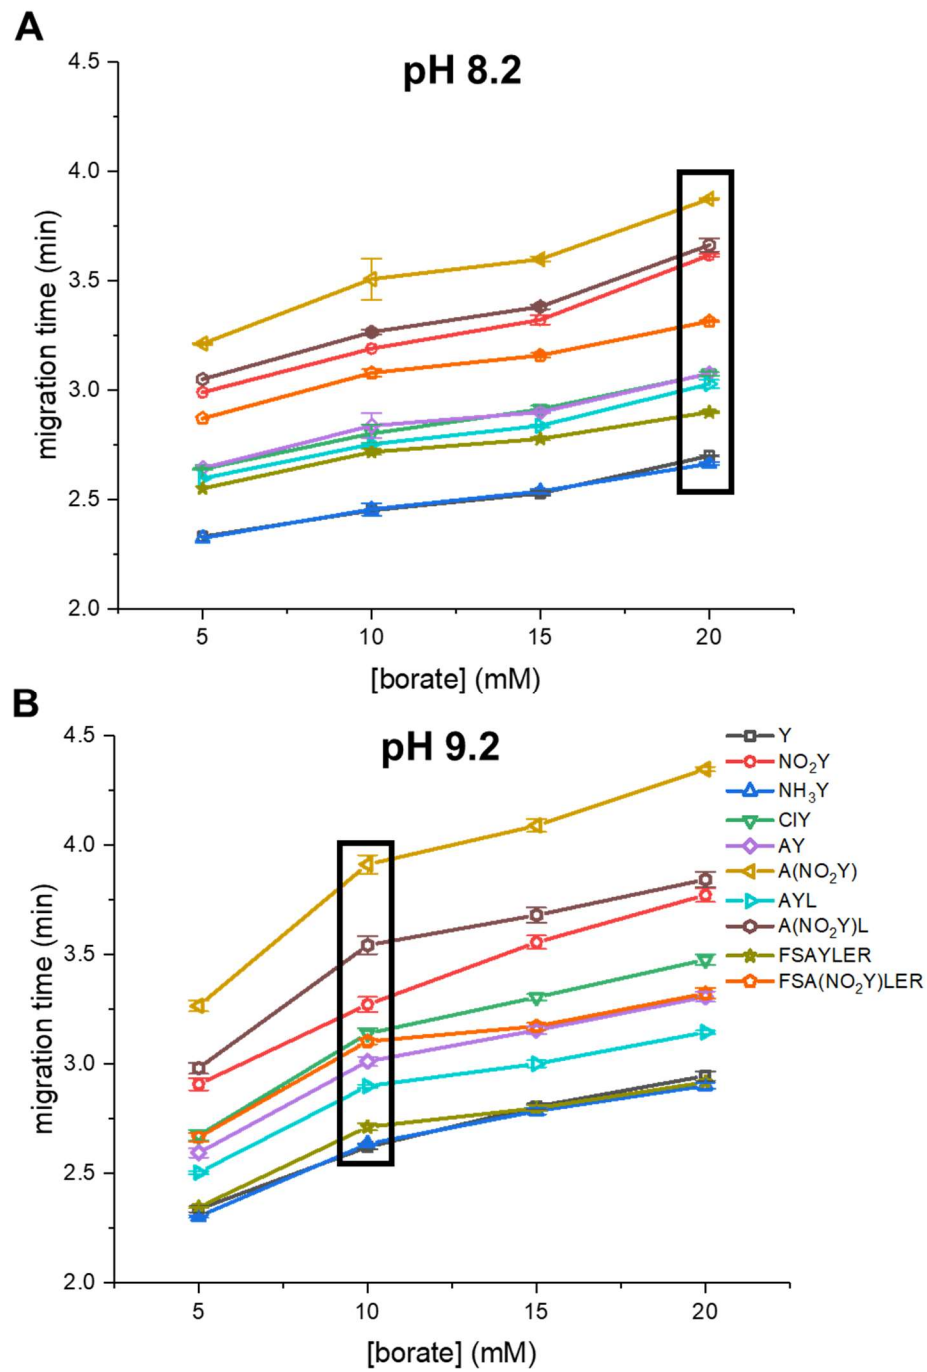 A
pH 8.2
4.5
4.0
3.5
3.0
2.5
2.0
migration time (min)
5 10 15 20
[borate] (mM)
B
pH 9.2
4.5
4.0
3.5
3.0
2.5
2.0
migration time (min)
5 10 15 20
[borate] (mM)
Y
NO₂Y
NH₃Y
ClY
AY
A(NO₂Y)
AYL
A(NO₂Y)L
FSAYLER
FSA(NO₂Y)LER